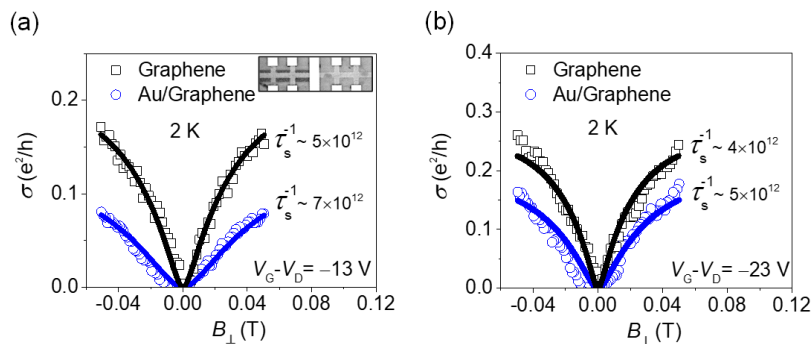 (a)
Graphene
Au/Graphene
2 K
τs-1 ~ 5×1012
τs-1 ~ 7×1012
VG-VD= −13 V
σ (e2/h)
0.2
0.1
0.0
-0.04 0.00 0.04 0.08 0.12
B⊥(T)
(b)
Graphene
Au/Graphene
2 K
τs-1 ~ 4×1012
τs-1 ~ 5×1012
VG-VD= −23 V
σ (e2/h)
0.4
0.3
0.2
0.1
0.0
-0.04 0.00 0.04 0.08 0.12
B⊥(T)